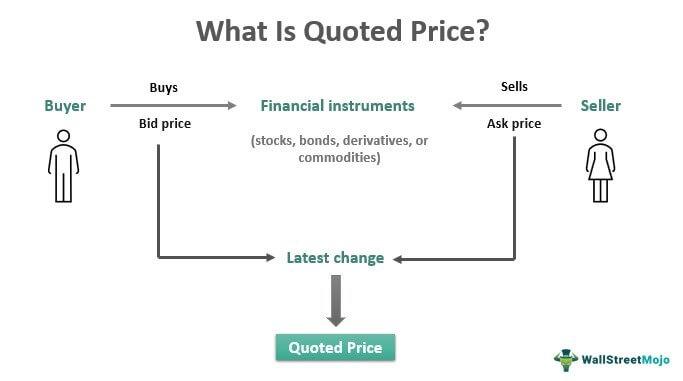 What Is Quoted Price?
Buys
Sells
Buyer
Financial instruments
Seller
Bid price
Ask price
(stocks, bonds, derivatives, or
commodities)
Latest change
Quoted Price
WallStreetMojo